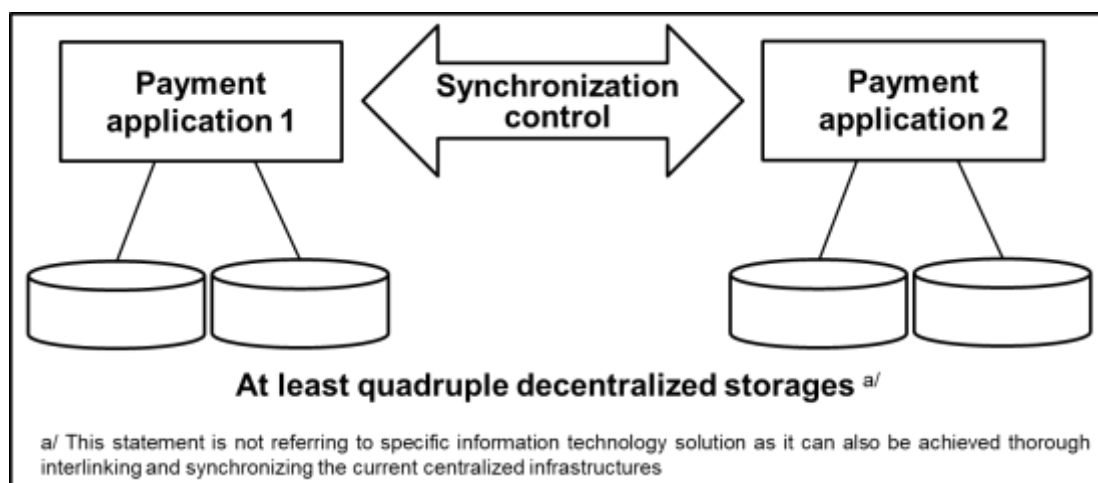 Payment
application 1
Synchronization
control
Payment
application 2
At least quadruple decentralized storages a/
a/ This statement is not referring to specific information technology solution as it can also be achieved thorough
interlinking and synchronizing the current centralized infrastructures